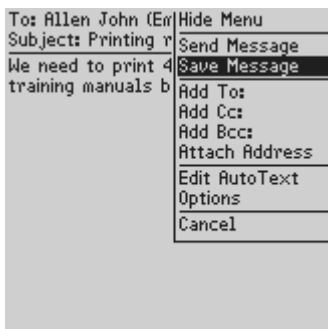 To: Allen John (Em
Subject: Printing r
We need to print 4
training manuals b
Hide Menu
Send Message
Save Message
Add To:
Add Cc:
Add Bcc:
Attach Address
Edit AutoText
Options
Cancel